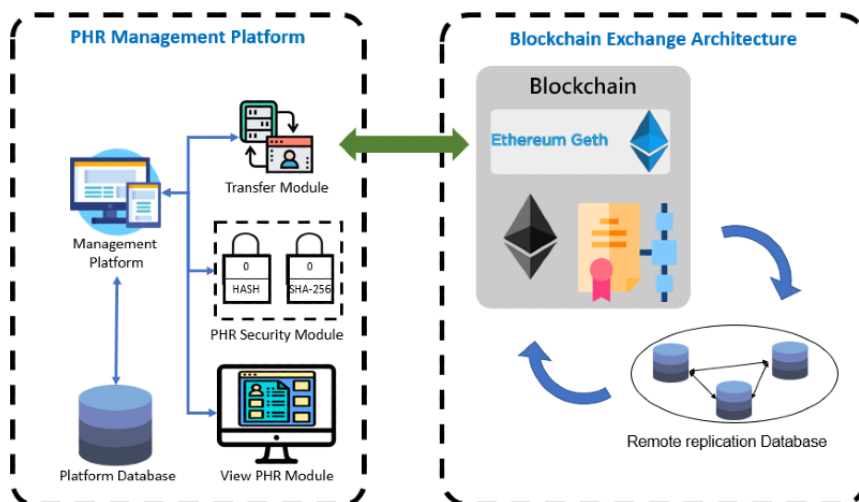 PHR Management Platform
Transfer Module
Management
Platform
0
HASH
0
SHA-256
PHR Security Module
Platform Database
View PHR Module
Blockchain Exchange Architecture
Blockchain
Ethereum Geth
Remote replication Database